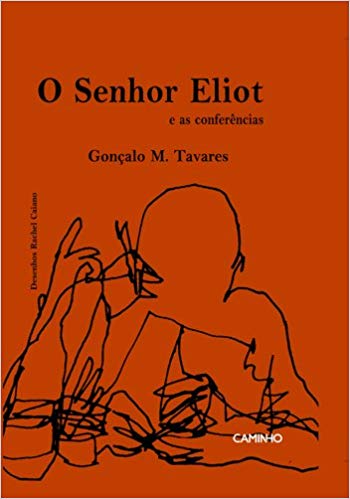 O Senhor Eliot
e as conferências
Gonçalo M. Tavares
Desenhos Rachel Caiano
CAMINHO